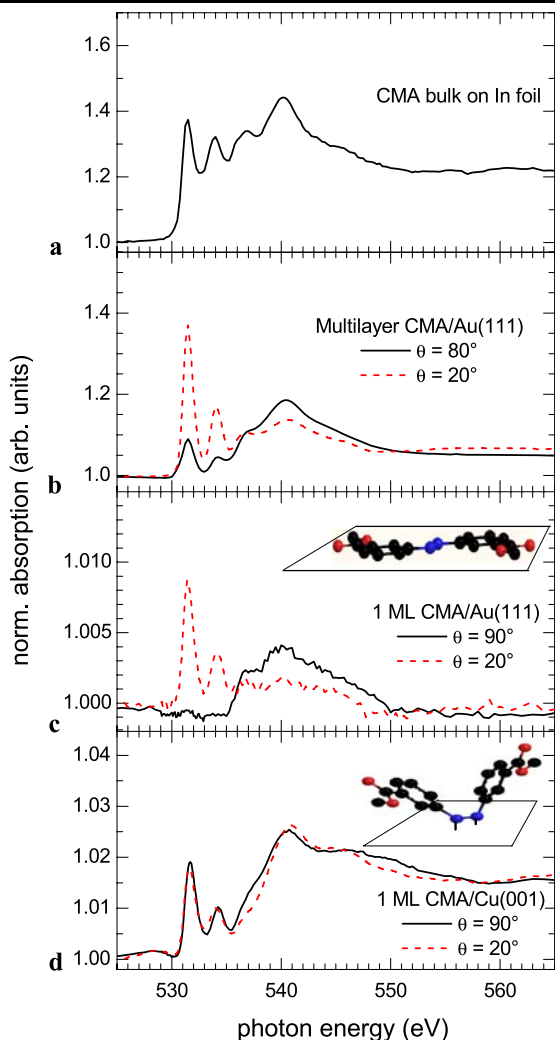 1.6
CMA bulk on In foil
1.4
1.2
1.0
a
Multilayer CMA/Au(111)
θ = 80°
θ = 20°
1.4
1.2
1.0
b
norm. absorption (arb. units)
1.010
1 ML CMA/Au(111)
θ = 90°
θ = 20°
1.005
1.000
c
1.04
1.03
1.02
1 ML CMA/Cu(001)
θ = 90°
θ = 20°
1.01
1.00
d
530 540 550 560
photon energy (eV)